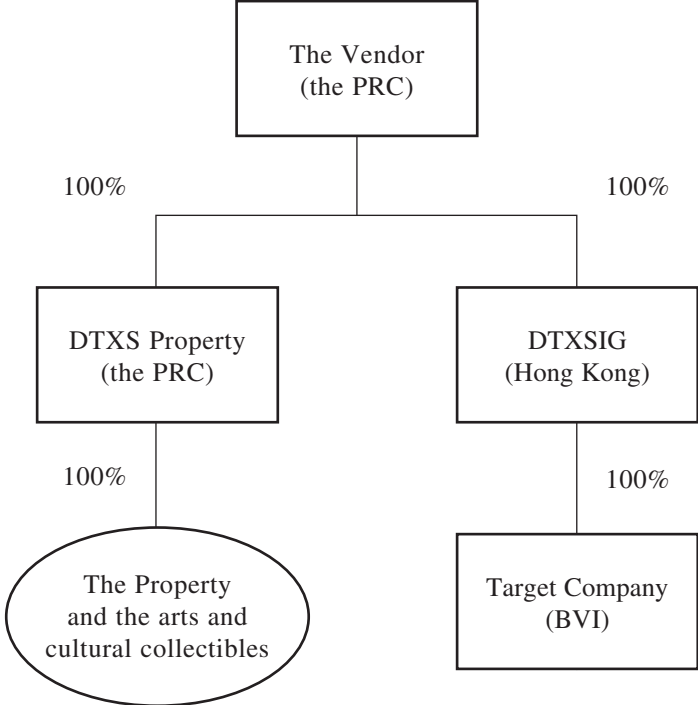 The Vendor
(the PRC)
100%
100%
DTXS Property
(the PRC)
DTXSIG
(Hong Kong)
100%
100%
The Property
and the arts and
cultural collectibles
Target Company
(BVI)